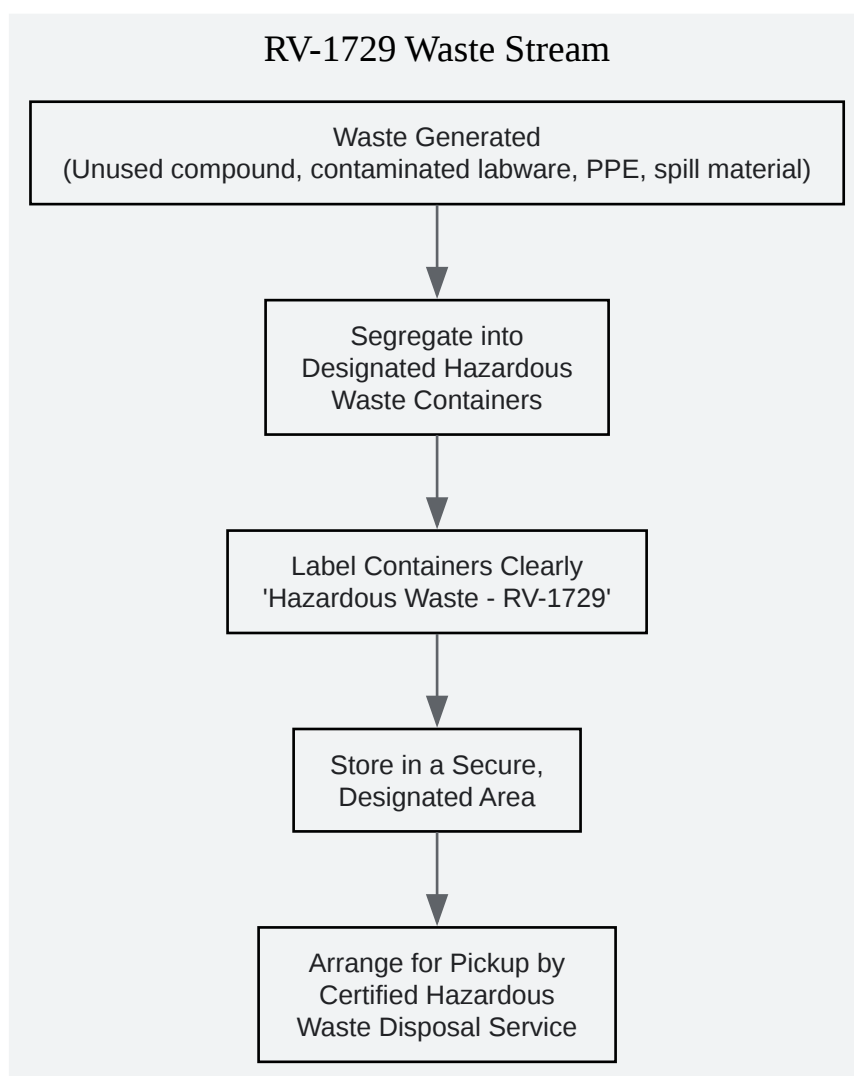 RV-1729 Waste Stream
Waste Generated
(Unused compound, contaminated labware, PPE, spill material)
Segregate into
Designated Hazardous
Waste Containers
Label Containers Clearly
'Hazardous Waste - RV-1729'
Store in a Secure,
Designated Area
Arrange for Pickup by
Certified Hazardous
Waste Disposal Service